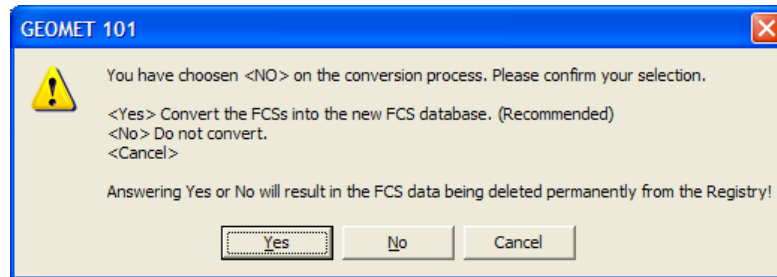 GEOMET 101
You have choosen <NO> on the conversion process. Please confirm your selection.
<Yes> Convert the FCSs into the new FCS database. (Recommended)
<No> Do not convert.
<Cancel>
Answering Yes or No will result in the FCS data being deleted permanently from the Registry!
Yes No Cancel